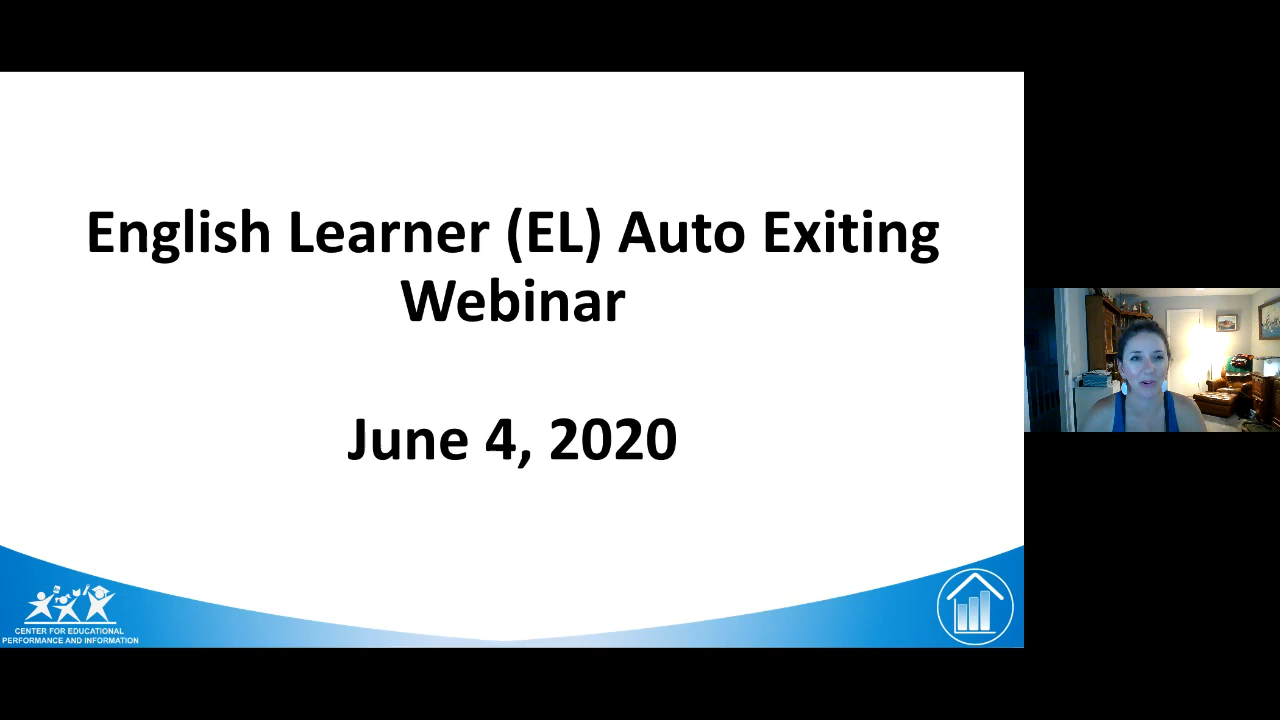 English Learner (EL) Auto Exiting
Webinar
June 4, 2020
CENTER FOR EDUCATIONAL
PERFORMANCE AND INFORMATION